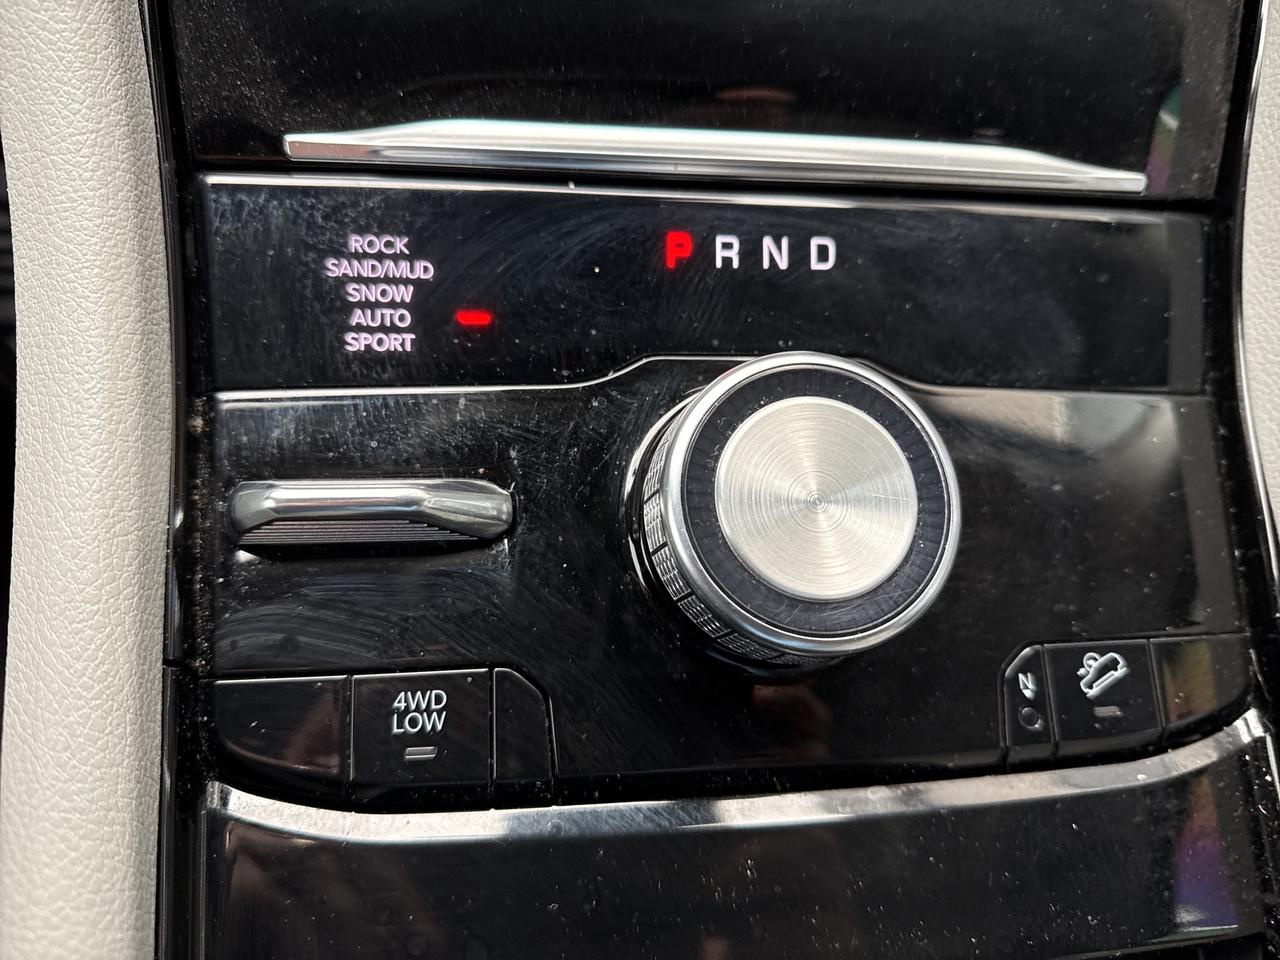 ROCK
SAND/MUD
SNOW
AUTO
SPORT
P R N D
4WD
LOW
N